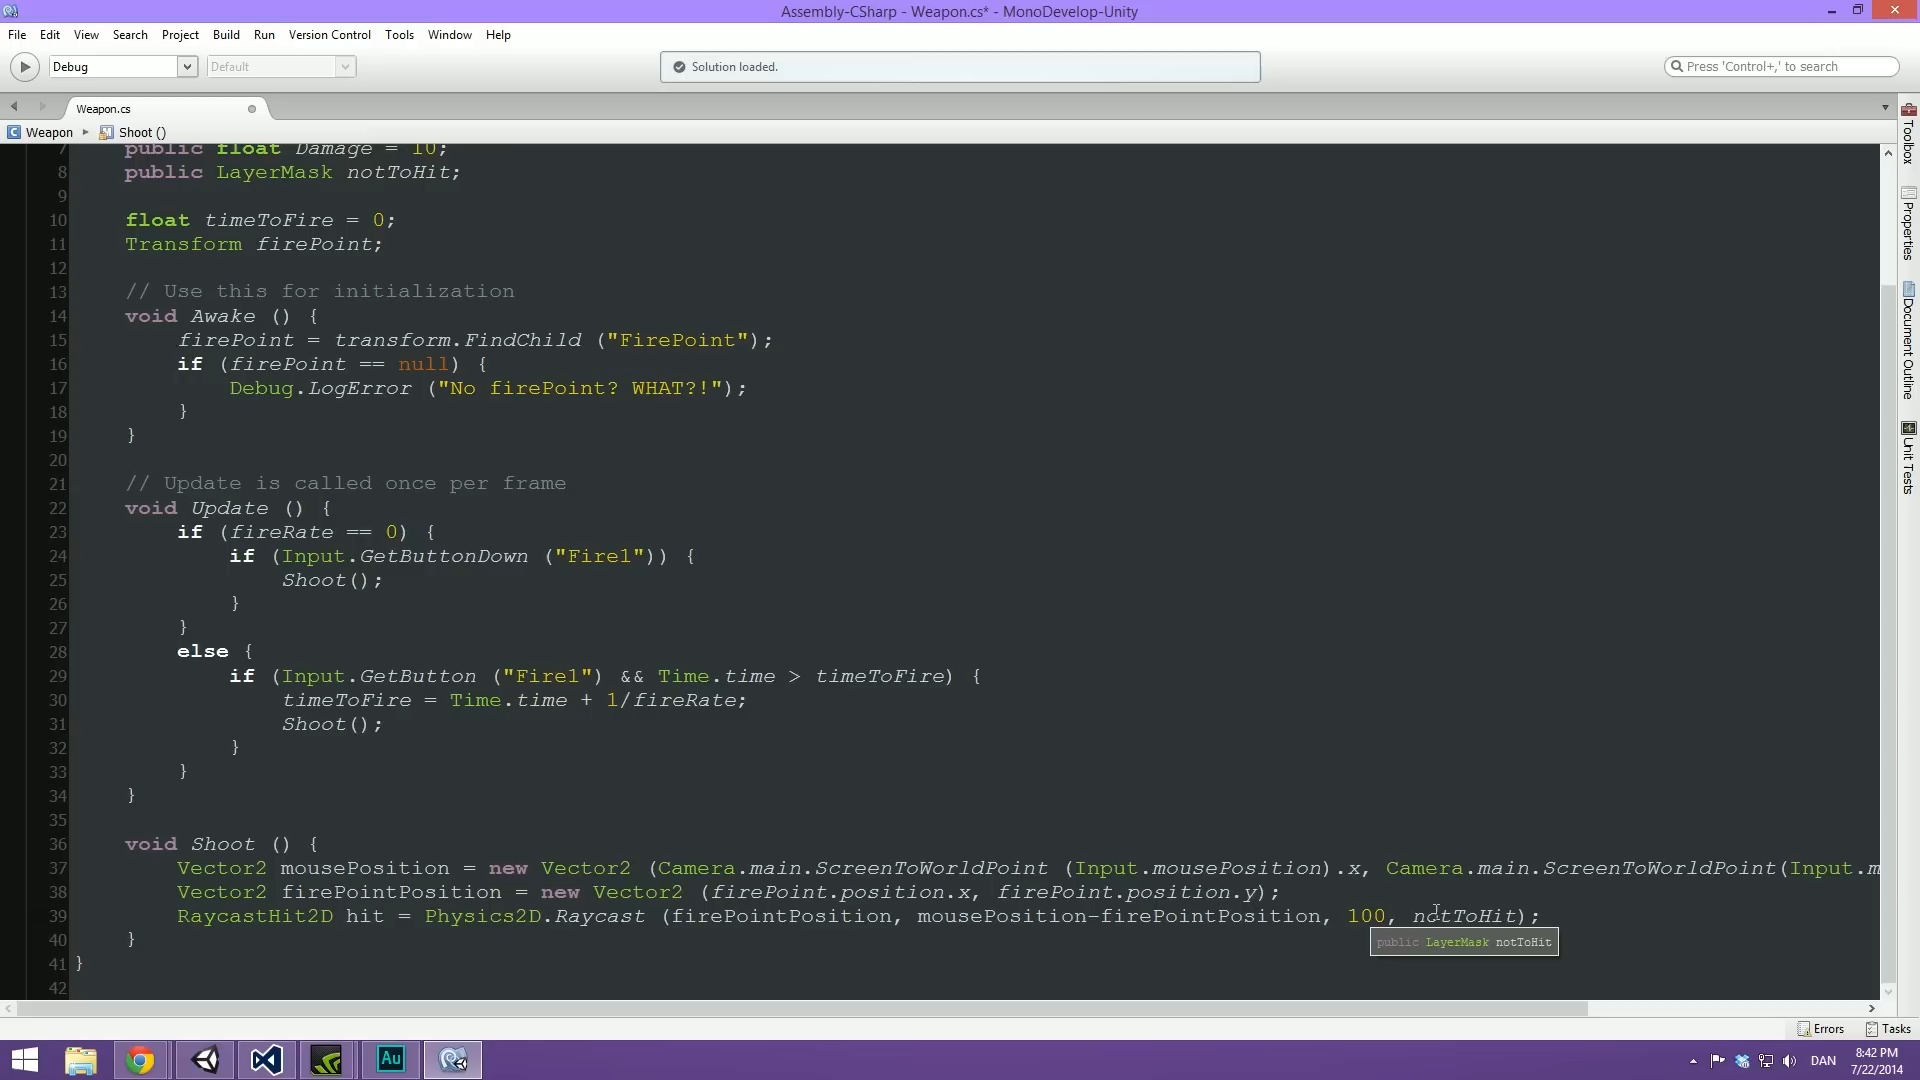 Assembly-CSharp - Weapon.cs* - MonoDevelop-Unity
File Edit View Search Project Build Run Version Control Tools Window Help
Debug Default Solution loaded. Press 'Control+,' to search
Weapon.cs
Weapon Shoot ()
7 public float Damage = 10;
8 public LayerMask notToHit;
9
10 float timeToFire = 0;
11 Transform firePoint;
12
13 // Use this for initialization
14 void Awake () {
15 firePoint = transform.FindChild ("FirePoint");
16 if (firePoint == null) {
17 Debug.LogError ("No firePoint? WHAT?!");
18 }
19 }
20
21 // Update is called once per frame
22 void Update () {
23 if (fireRate == 0) {
24 if (Input.GetButtonDown ("Fire1")) {
25 Shoot();
26 }
27 }
28 else {
29 if (Input.GetButton ("Fire1") && Time.time > timeToFire) {
30 timeToFire = Time.time + 1/fireRate;
31 Shoot();
32 }
33 }
34 }
35
36 void Shoot () {
37 Vector2 mousePosition = new Vector2 (Camera.main.ScreenToWorldPoint (Input.mousePosition).x, Camera.main.ScreenToWorldPoint(Input.m
38 Vector2 firePointPosition = new Vector2 (firePoint.position.x, firePoint.position.y);
39 RaycastHit2D hit = Physics2D.Raycast (firePointPosition, mousePosition-firePointPosition, 100, notToHit);
40 }
public LayerMask notToHit
41 }
42
Toolbox
Properties
Document Outline
Unit Tests
Errors Tasks
Au
DAN
8:42 PM
7/22/2014